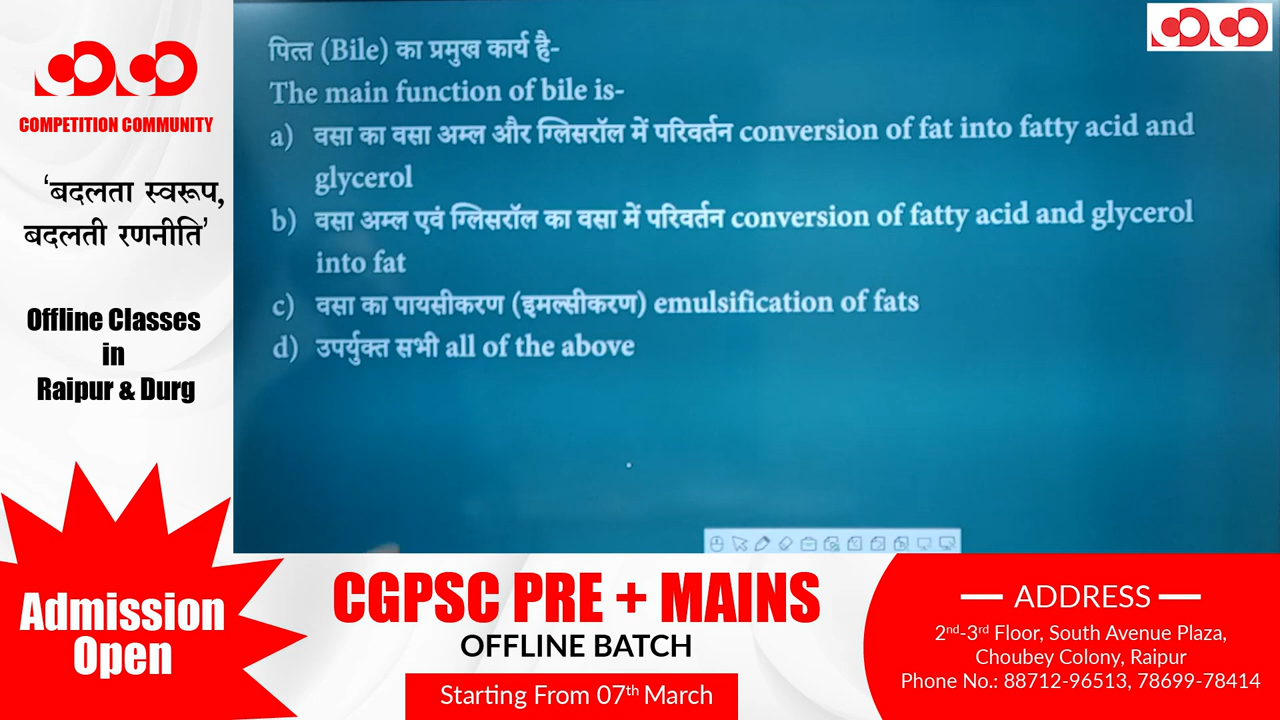 COMPETITION COMMUNITY
'बदलता स्वरूप,
बदलती रणनीति'
Offline Classes
in
Raipur & Durg
Admission
Open
पित्त (Bile) का प्रमुख कार्य है-
The main function of bile is-
a) वसा का वसा अम्ल और ग्लिसरॉल में परिवर्तन conversion of fat into fatty acid and
glycerol
b) वसा अम्ल एवं ग्लिसरॉल का वसा में परिवर्तन conversion of fatty acid and glycerol
into fat
c) वसा का पायसीकरण (इमल्सीकरण) emulsification of fats
d) उपर्युक्त सभी all of the above
CGPSC PRE + MAINS
OFFLINE BATCH
Starting From 07th March
ADDRESS
2nd-3rd Floor, South Avenue Plaza,
Choubey Colony, Raipur
Phone No.: 88712-96513, 78699-78414